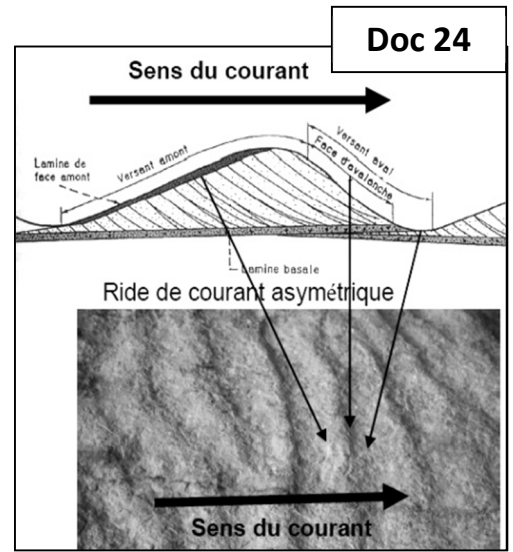 Doc 24
Sens du courant
Versant amont
Versant aval
Face d'avalanche
Lamine de
face amont
Lamine basale
Ride de courant asymétrique
Sens du courant